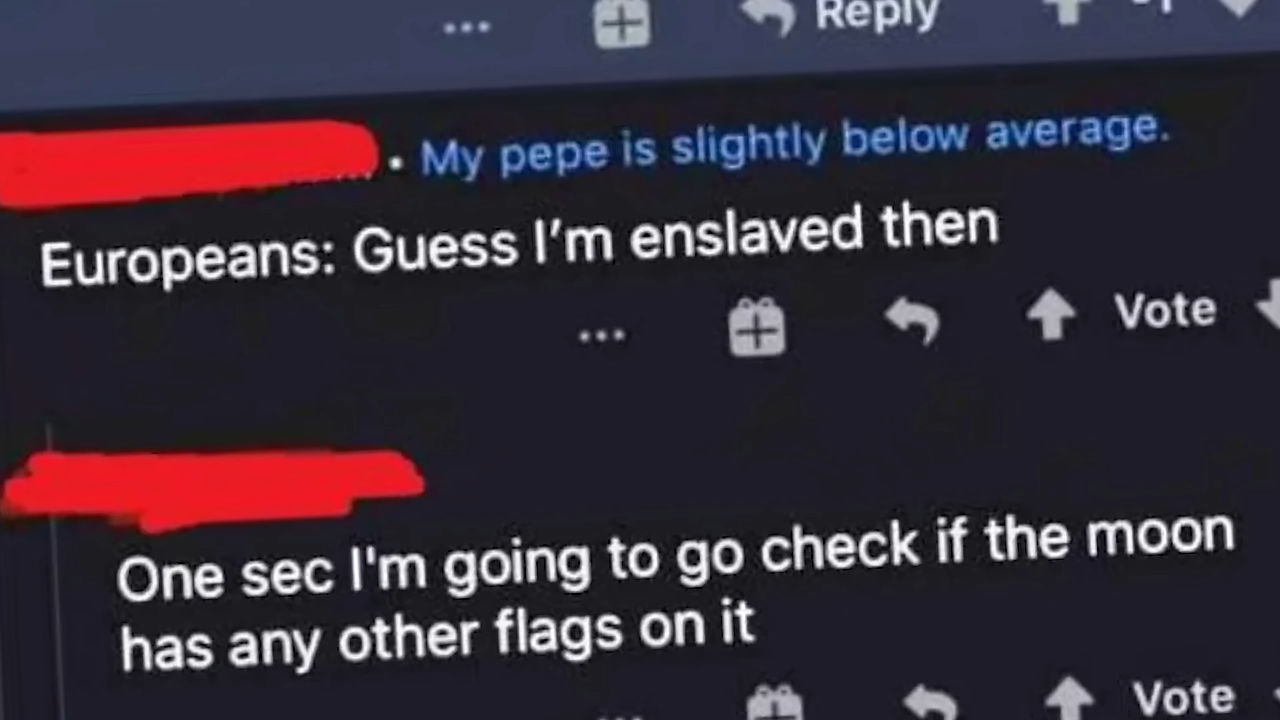 Reply
• My pepe is slightly below average.
Europeans: Guess I’m enslaved then
Vote
One sec I'm going to go check if the moon
has any other flags on it
Vote